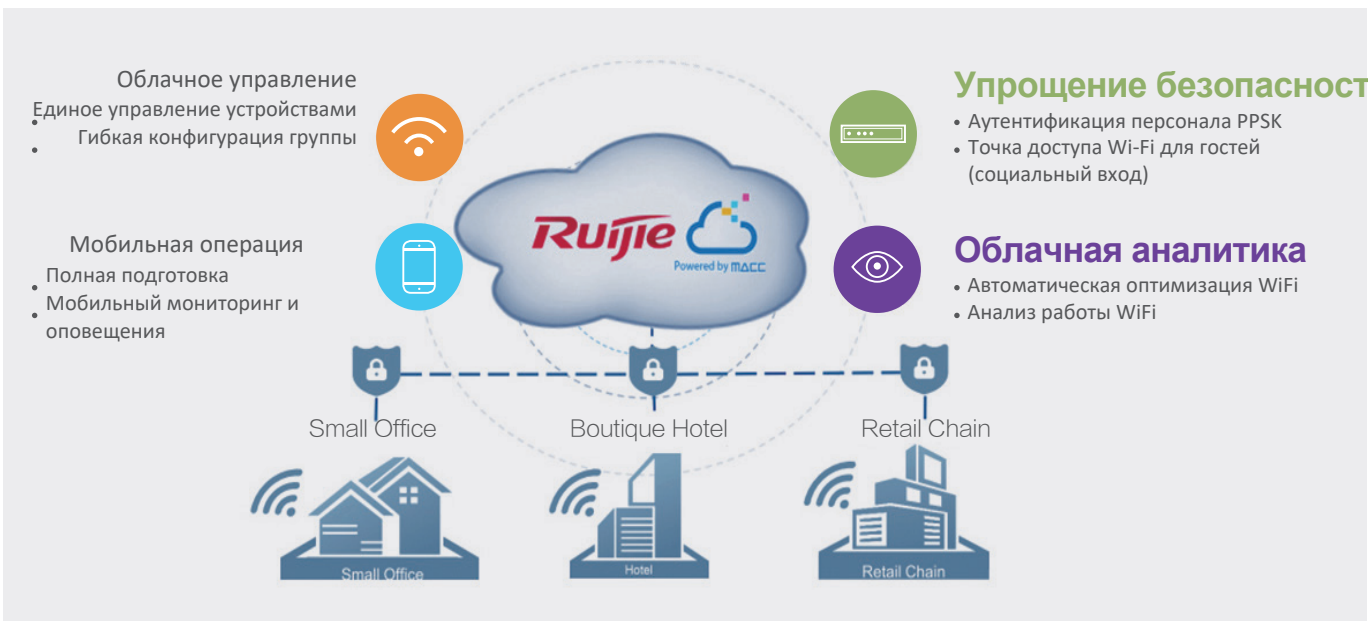 Облачное управление
Единое управление устройствами
Гибкая конфигурация группы
Мобильная операция
Полная подготовка
Мобильный мониторинг и
оповещения
Ruijie
Powered by MACC
Упрощение безопасност
• Аутентификация персонала PPSK
• Точка доступа Wi-Fi для гостей
(социальный вход)
Облачная аналитика
• Автоматическая оптимизация WiFi
• Анализ работы WiFi
Small Office
Boutique Hotel
Retail Chain
Small Office
Hotel
Retail Chain